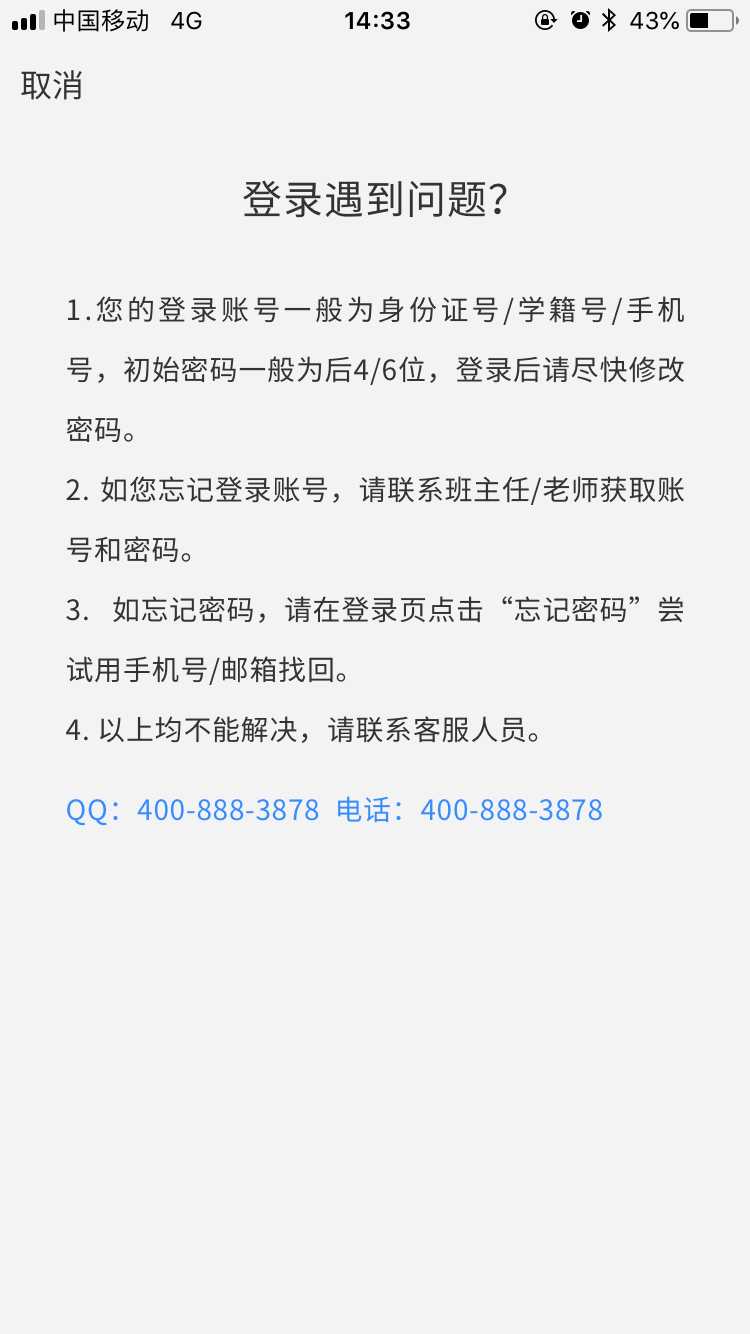 中国移动 4G 14:33 43%
取消
登录遇到问题？
1.您的登录账号一般为身份证号/学籍号/手机
号，初始密码一般为后4/6位，登录后请尽快修改
密码。
2. 如您忘记登录账号，请联系班主任/老师获取账
号和密码。
3. 如忘记密码，请在登录页点击“忘记密码”尝
试用手机号/邮箱找回。
4. 以上均不能解决，请联系客服人员。
QQ：400-888-3878 电话：400-888-3878